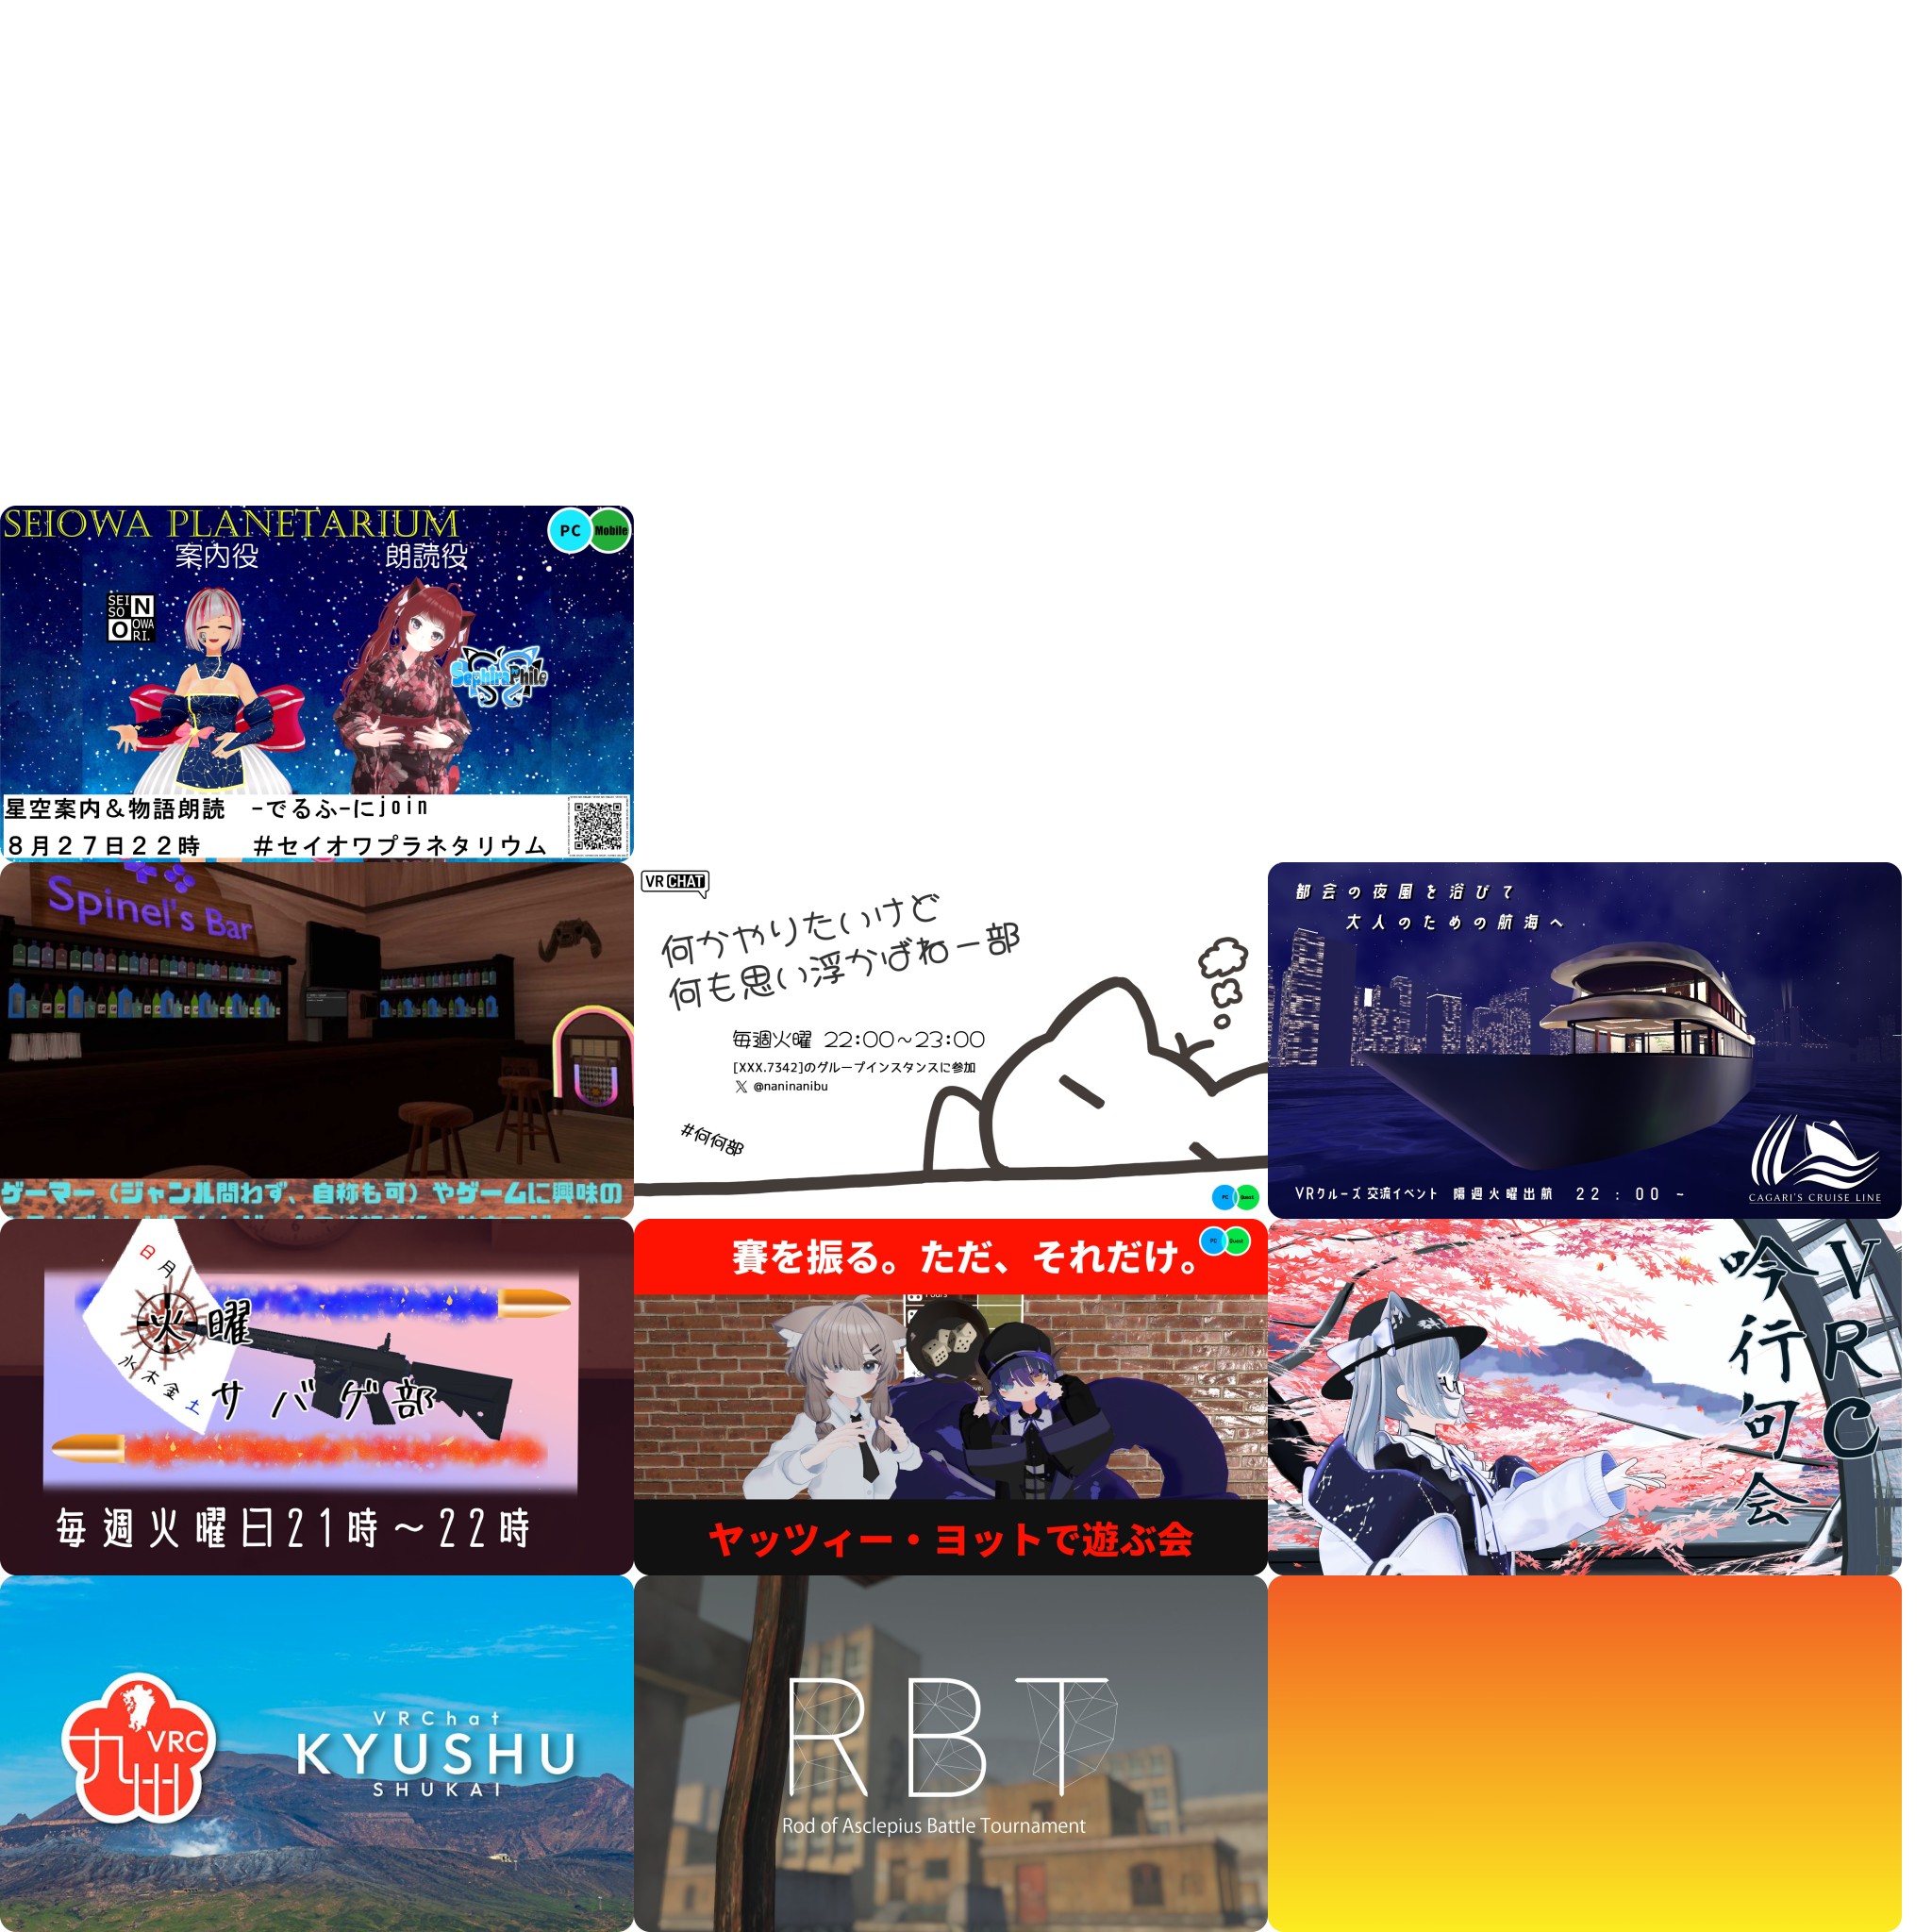 SEIOWA PLANETARIUM
PC
Mobile
案内役
朗読役
SEI
SO
N
O
OWA
RI.
SephiraPhile
星空案内＆物語朗読　−でるふ−にjoin
８月２７日２２時　　＃セイオワプラネタリウム
Spinel's Bar
ゲーマー（ジャンル問わず、自称も可）やゲームに興味の
VR CHAT
何かやりたいけど
何も思い浮かばねー部
毎週火曜 22:00〜23:00
[XXX.7342]のグループインスタンスに参加
X @naninanibu
#何何部
PC
Quest
都会の夜風を浴びて
大人のための航海へ
VRクルーズ 交流イベント　隔週火曜出航　22：00 ~
CAGARI'S CRUISE LINE
日
月
火曜
水
木
金
土
サバゲ部
毎週火曜日21時〜22時
賽を振る。ただ、それだけ。
PC
Quest
ヤッツィー・ヨットで遊ぶ会
VRC
吟行句会
九州
VRC
VRChat
KYUSHU
SHUKAI
RBT
Rod of Asclepius Battle Tournament